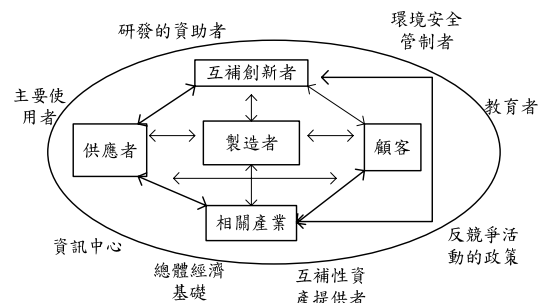 研發的資助者
環境安全
管制者
互補創新者
主要使
用者
教育者
供應者
製造者
顧客
相關產業
資訊中心
反競爭活
動的政策
總體經濟
基礎
互補性資
產提供者